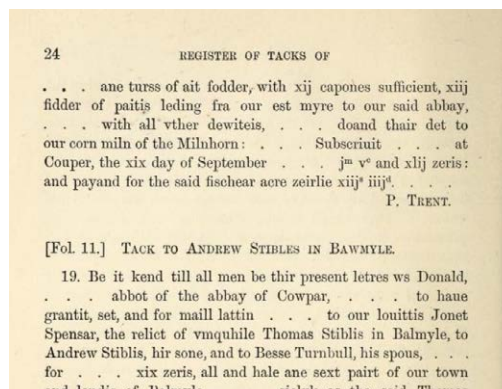 24 REGISTER OF TACKS OF
. . . ane turss of ait fodder, with xij capones sufficient, xiij
fidder of paitis leding fra our est myre to our said abbay,
. . . with all vther dewiteis, . . . doand thair det to
our corn miln of the Milnhorn : . . . Subscriuit . . . at
Couper, the xix day of September . . . jᵐ vᶜ and xlij zeris :
and payand for the said fischear acre zeirlie xiijˢ iiijᵈ. . . .
P. TRENT.
[Fol. 11.] TACK TO ANDREW STIBLES IN BAWMYLE.
19. Be it kend till all men be thir present letres ws Donald,
. . . abbot of the abbay of Cowpar, . . . to haue
grantit, set, and for maill lattin . . . to our louittis Jonet
Spensar, the relict of vmquhile Thomas Stiblis in Balmyle, to
Andrew Stiblis, hir sone, and to Besse Turnbull, his spous, . . .
for . . . xix zeris, all and hale ane sext pairt of our town